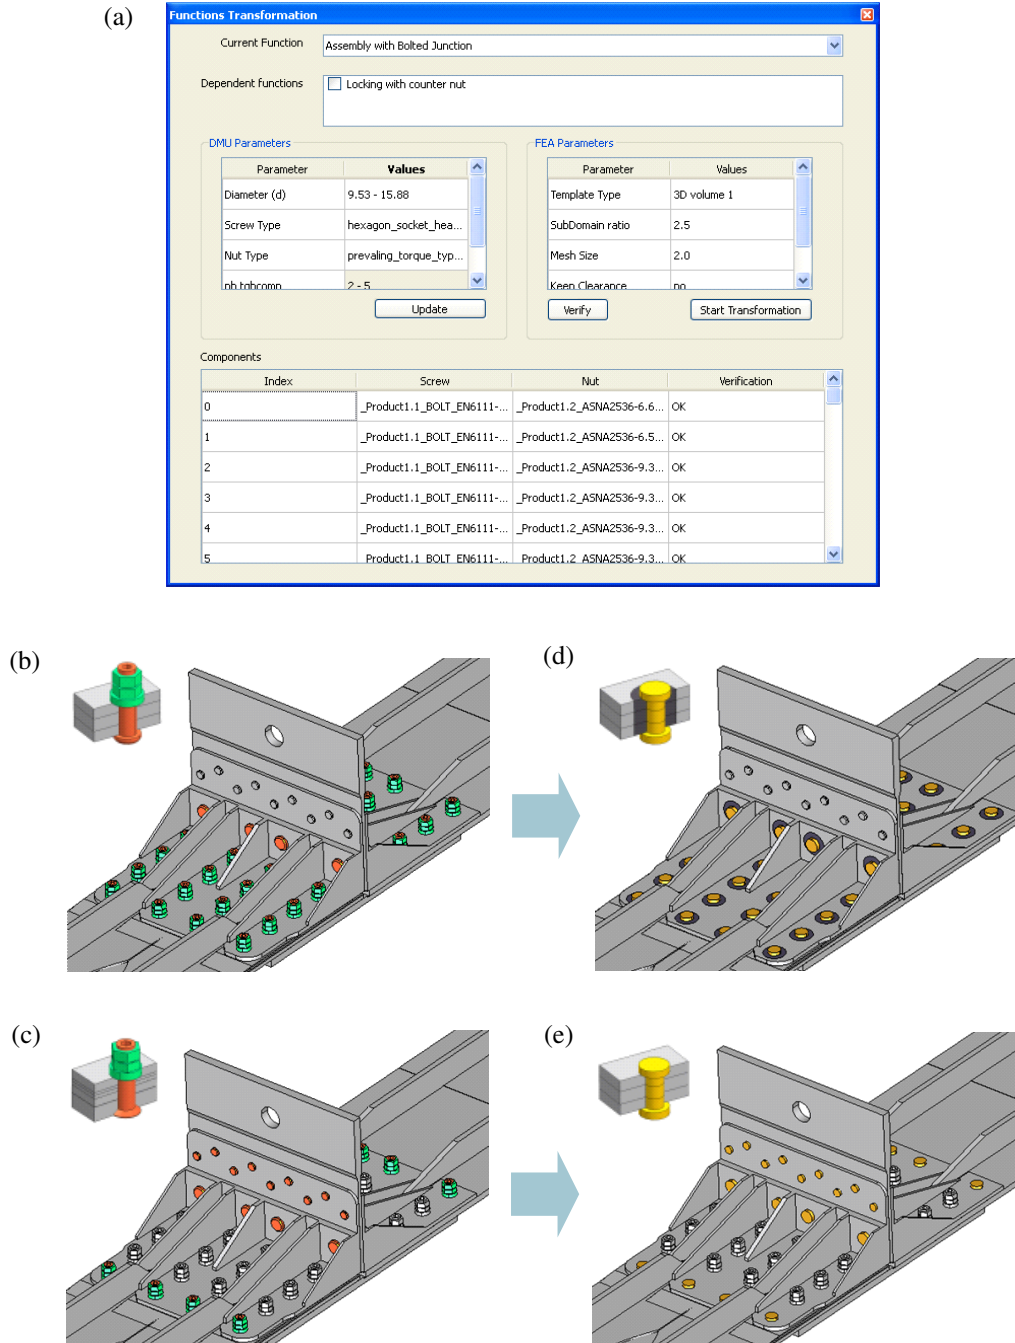 (a)
Functions Transformation
Current Function
Assembly with Bolted Junction
Dependent functions
Locking with counter nut
DMU Parameters
Parameter Values
Diameter (d) 9.53 - 15.88
Screw Type hexagon_socket_hea...
Nut Type prevaling_torque_typ...
nb tghcomp 2 - 5
Update
FEA Parameters
Parameter Values
Template Type 3D volume 1
SubDomain ratio 2.5
Mesh Size 2.0
Keep Clearance no
Verify Start Transformation
Components
Index Screw Nut Verification
0 _Product1.1_BOLT_EN6111-... _Product1.2_ASNA2536-6.6... OK
1 _Product1.1_BOLT_EN6111-... _Product1.2_ASNA2536-6.5... OK
2 _Product1.1_BOLT_EN6111-... _Product1.2_ASNA2536-9.3... OK
3 _Product1.1_BOLT_EN6111-... _Product1.2_ASNA2536-9.3... OK
4 _Product1.1_BOLT_EN6111-... _Product1.2_ASNA2536-9.3... OK
5 _Product1.1_BOLT_EN6111-... _Product1.2_ASNA2536-9.3... OK
(b)
(d)
(c)
(e)